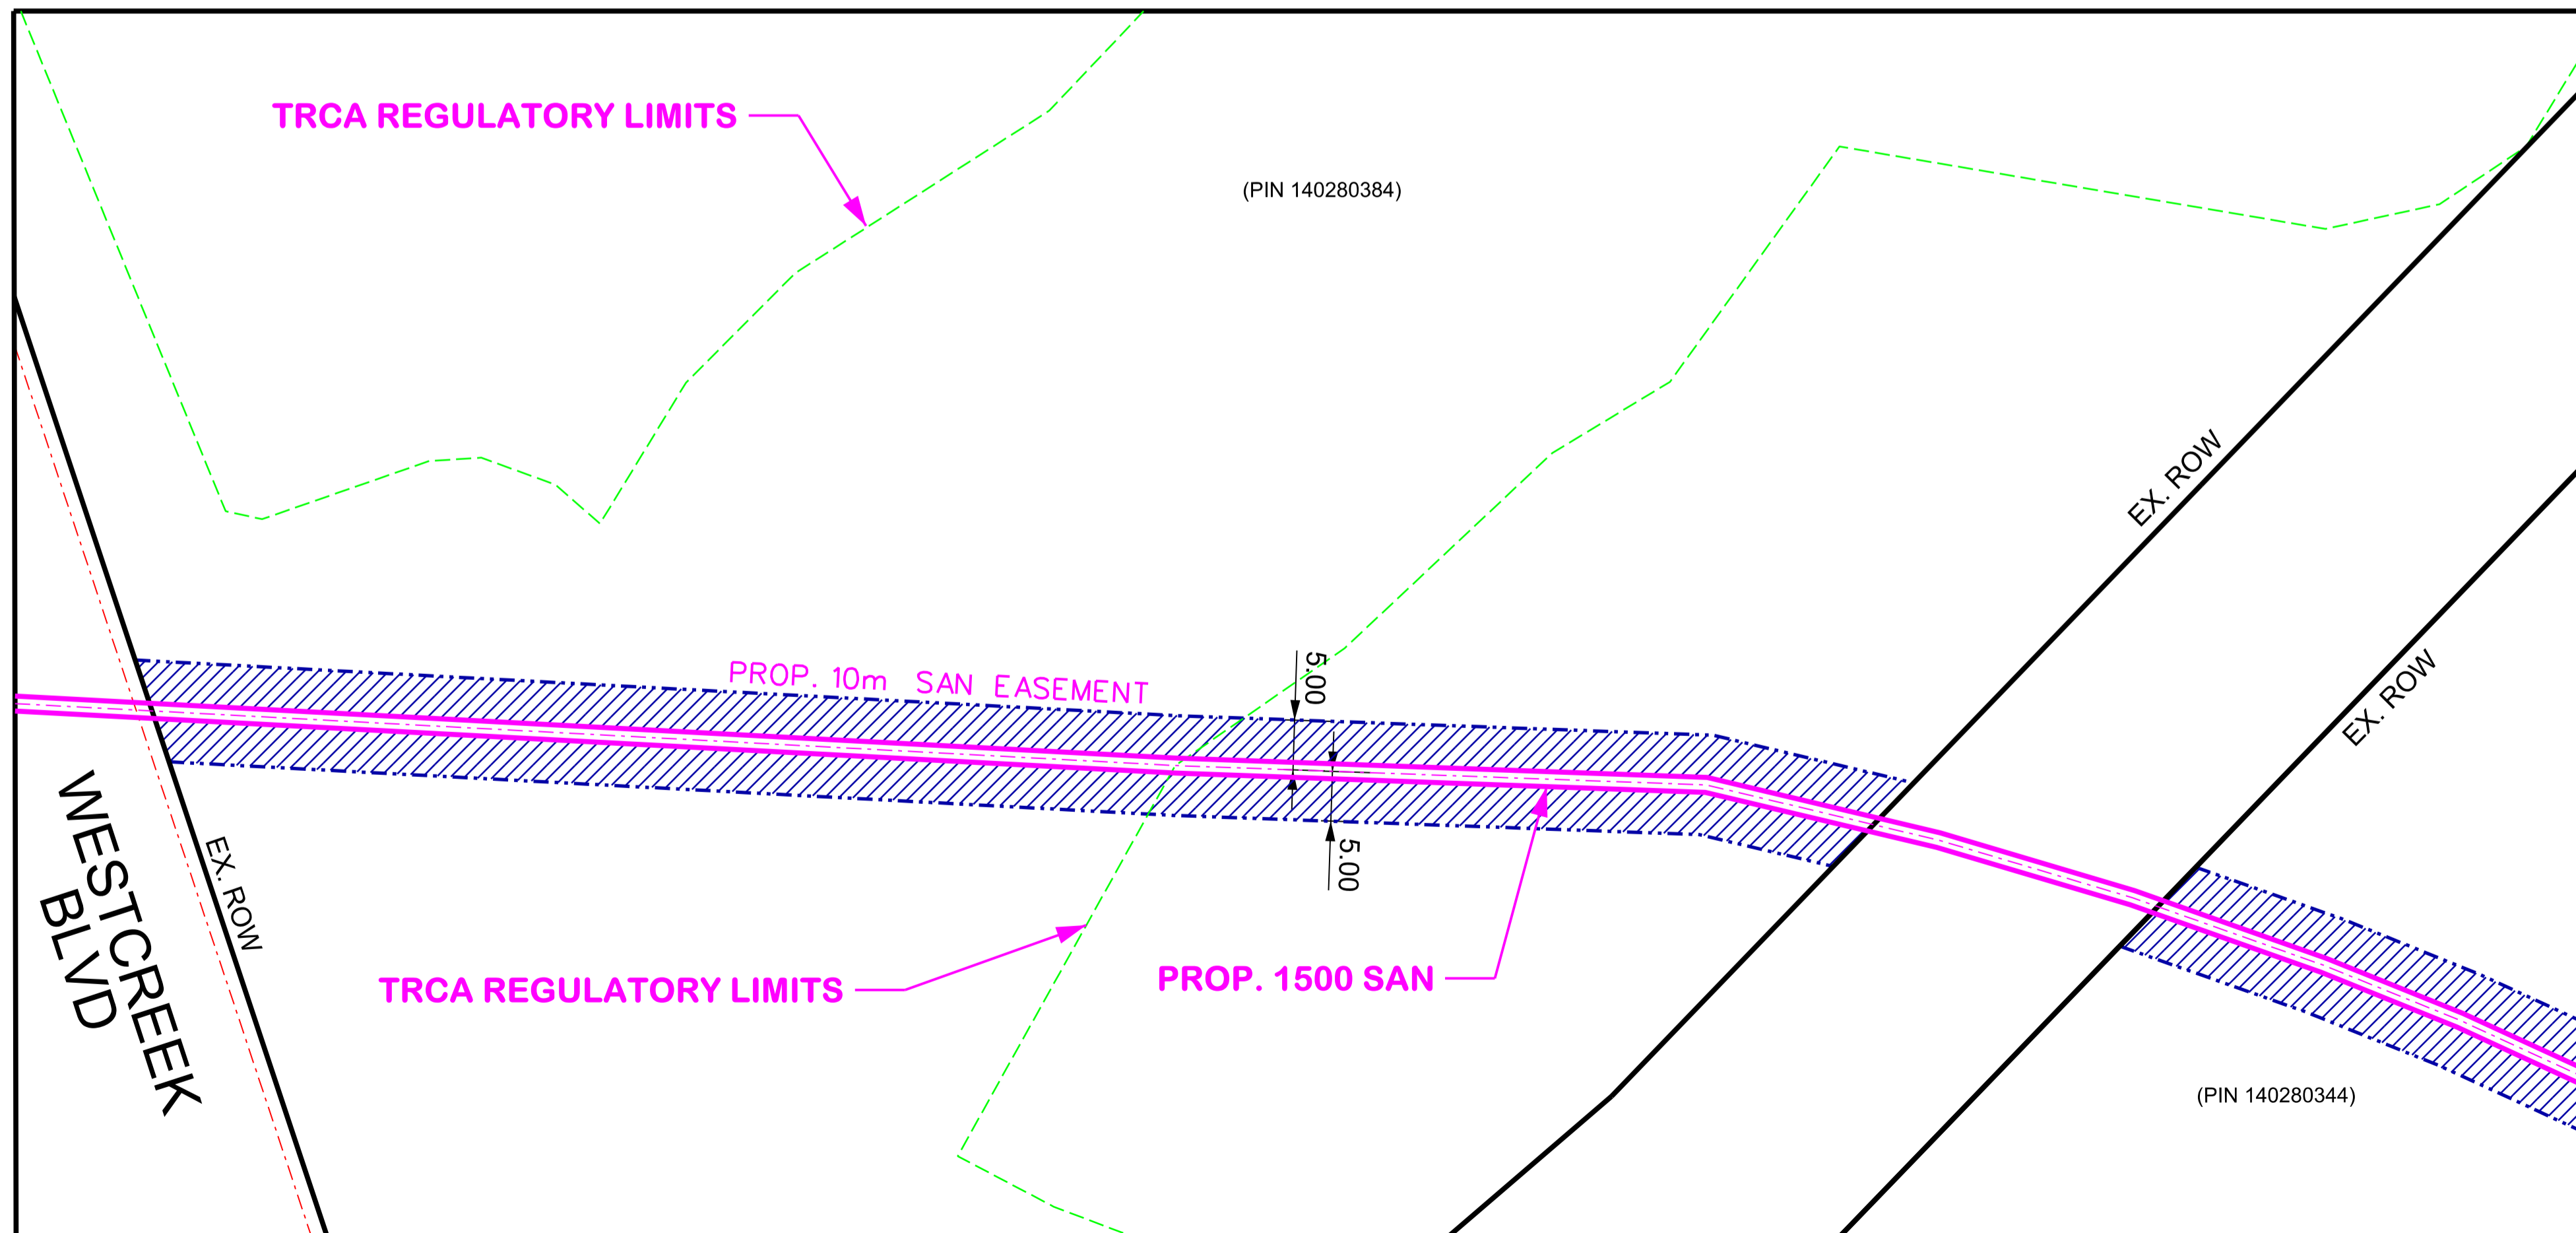 TRCA REGULATORY LIMITS
(PIN 140280384)
EX. ROW
EX. ROW
PROP. 10m SAN EASEMENT
5.00
5.00
WESTCREEK
BLVD
EX. ROW
TRCA REGULATORY LIMITS
PROP. 1500 SAN
(PIN 140280344)